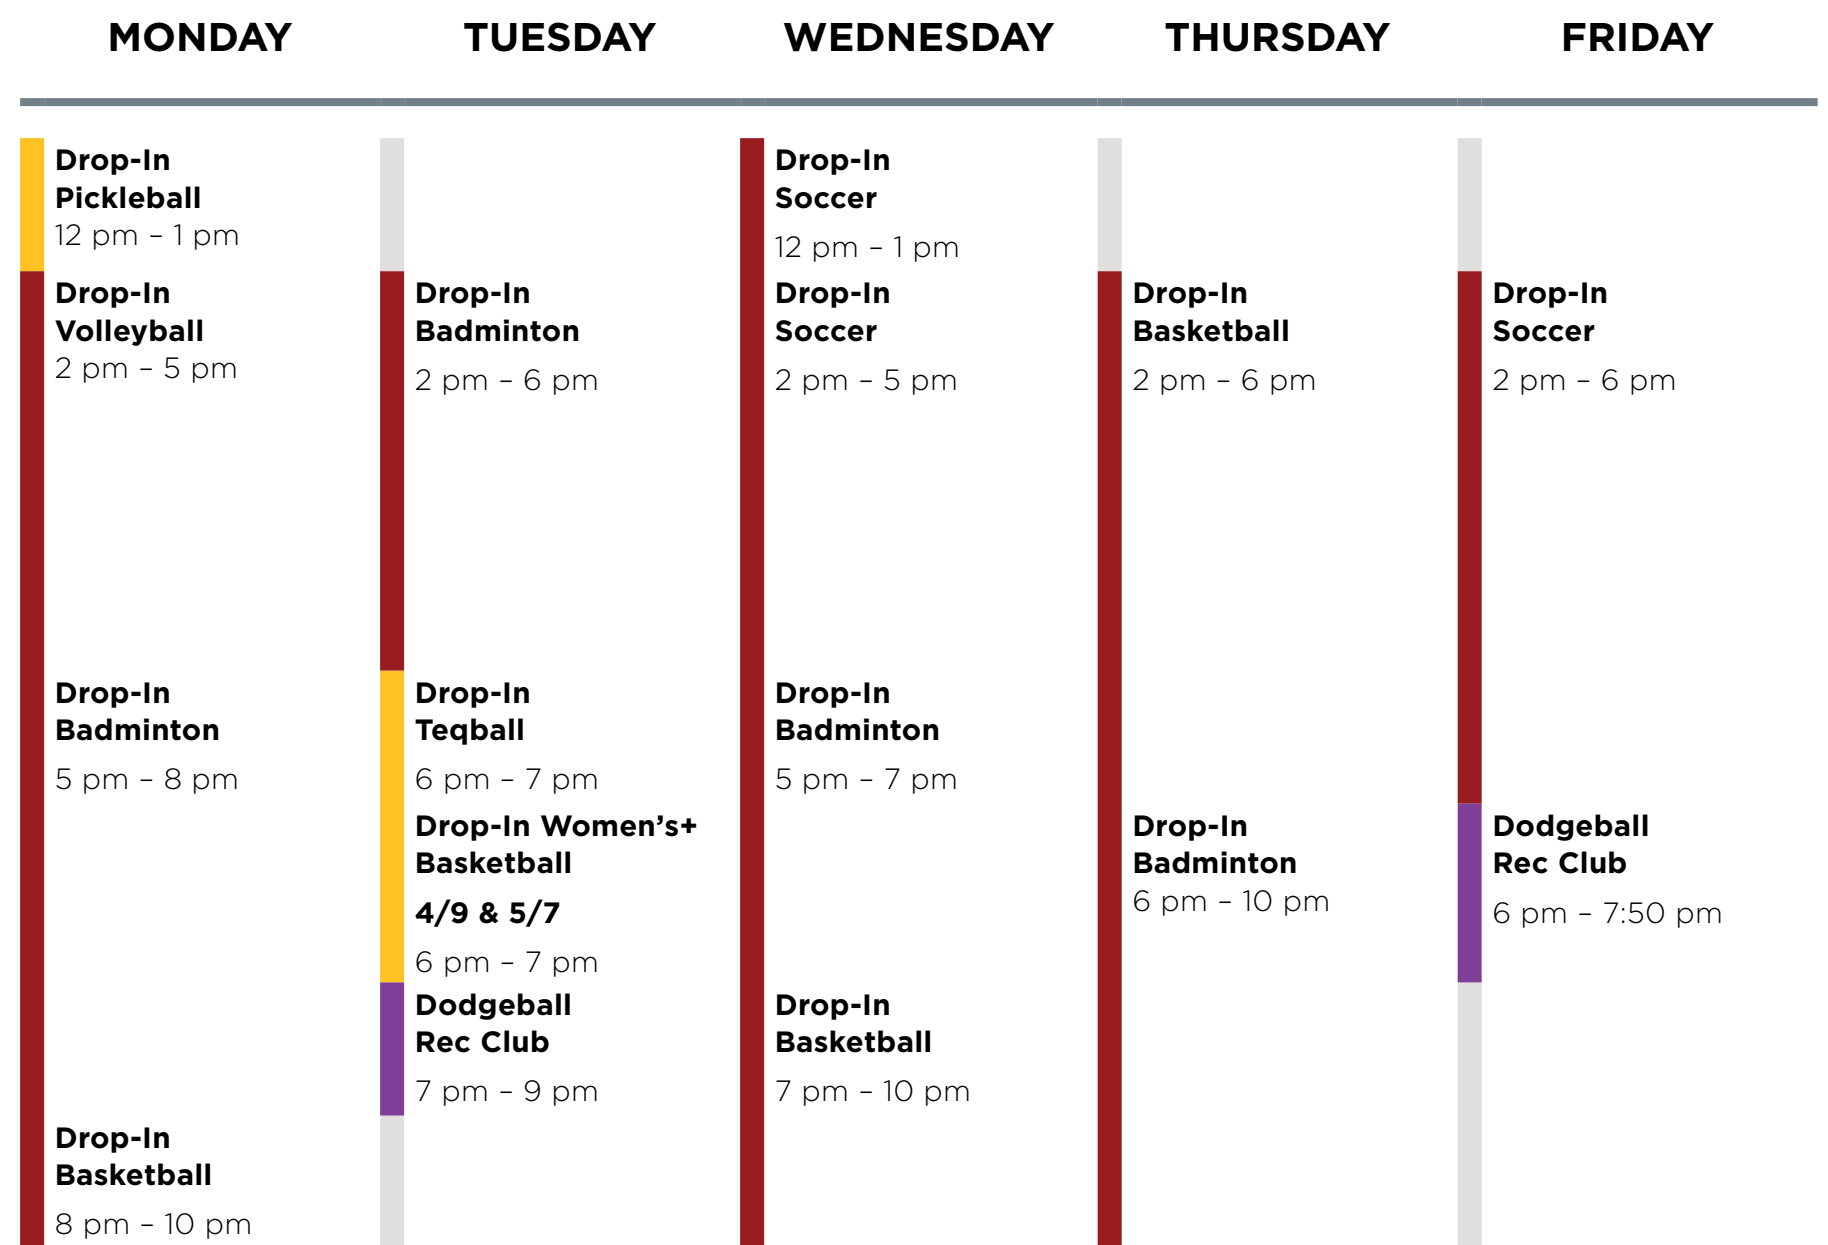 MONDAY
TUESDAY
WEDNESDAY
THURSDAY
FRIDAY
Drop-In
Pickleball
12 pm – 1 pm
Drop-In
Volleyball
2 pm – 5 pm
Drop-In
Badminton
5 pm – 8 pm
Drop-In
Basketball
8 pm – 10 pm
Drop-In
Badminton
2 pm – 6 pm
Drop-In
Teqball
6 pm – 7 pm
Drop-In Women’s+
Basketball
4/9 & 5/7
6 pm – 7 pm
Dodgeball
Rec Club
7 pm – 9 pm
Drop-In
Soccer
12 pm – 1 pm
Drop-In
Soccer
2 pm – 5 pm
Drop-In
Badminton
5 pm – 7 pm
Drop-In
Basketball
7 pm – 10 pm
Drop-In
Basketball
2 pm – 6 pm
Drop-In
Badminton
6 pm – 10 pm
Drop-In
Soccer
2 pm – 6 pm
Dodgeball
Rec Club
6 pm – 7:50 pm